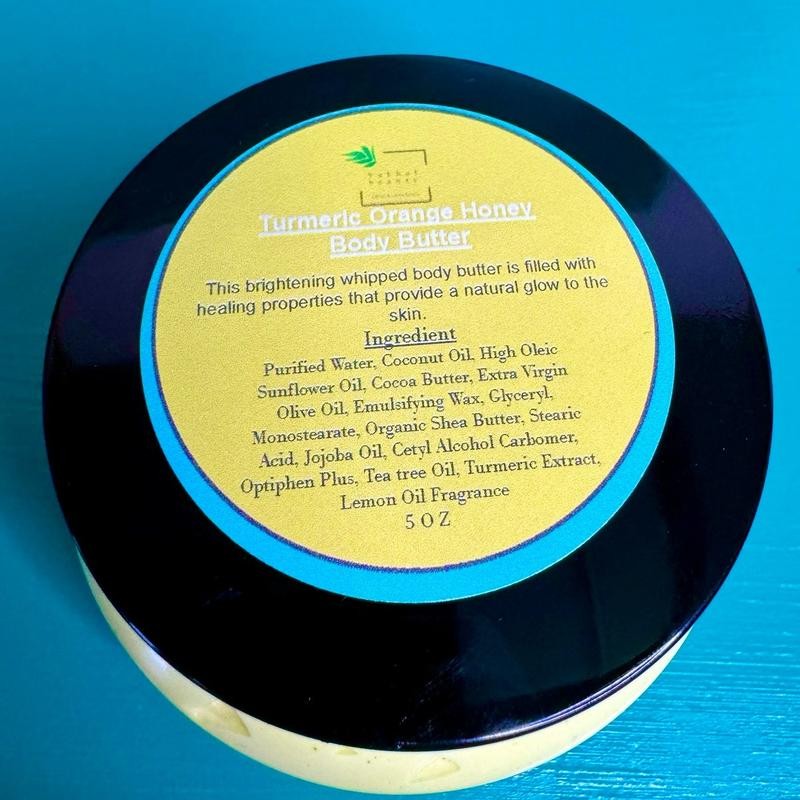 Turmeric Orange Honey
Body Butter
This brightening whipped body butter is filled with
healing properties that provide a natural glow to the
skin.
Ingredient
Purified Water, Coconut Oil, High Oleic
Sunflower Oil, Cocoa Butter, Extra Virgin
Olive Oil, Emulsifying Wax, Glyceryl,
Monostearate, Organic Shea Butter, Stearic
Acid, Jojoba Oil, Cetyl Alcohol Carbomer,
Optiphen Plus, Tea tree Oil, Turmeric Extract,
Lemon Oil Fragrance
5 O Z